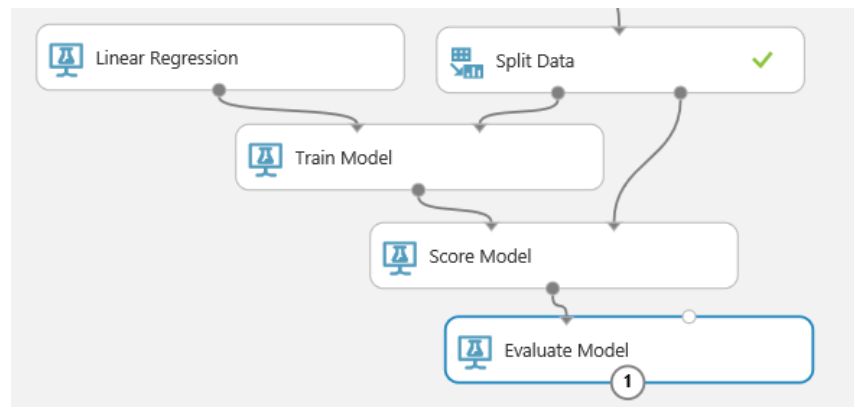 Linear Regression
Split Data
Train Model
Score Model
Evaluate Model
1